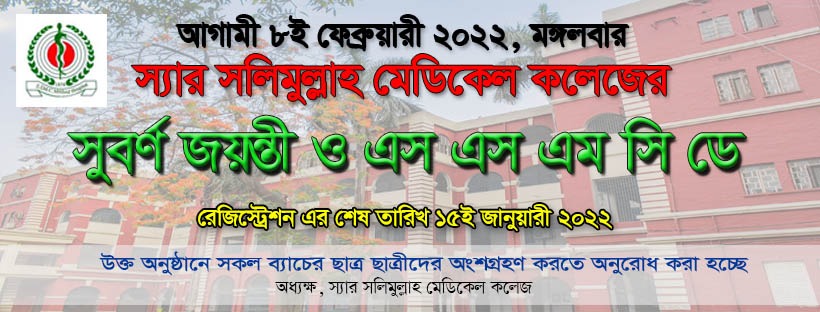 আগামী ৮ই ফেব্রুয়ারী ২০২২, মঙ্গলবার
স্যার সলিমুল্লাহ মেডিকেল কলেজের
সুবর্ণ জয়ন্তী ও এস এস এম সি ডে
রেজিস্ট্রেশন এর শেষ তারিখ ১৫ই জানুয়ারী ২০২২
উক্ত অনুষ্ঠানে সকল ব্যাচের ছাত্র ছাত্রীদের অংশগ্রহণ করতে অনুরোধ করা হচ্ছে
অধ্যক্ষ, স্যার সলিমুল্লাহ মেডিকেল কলেজ